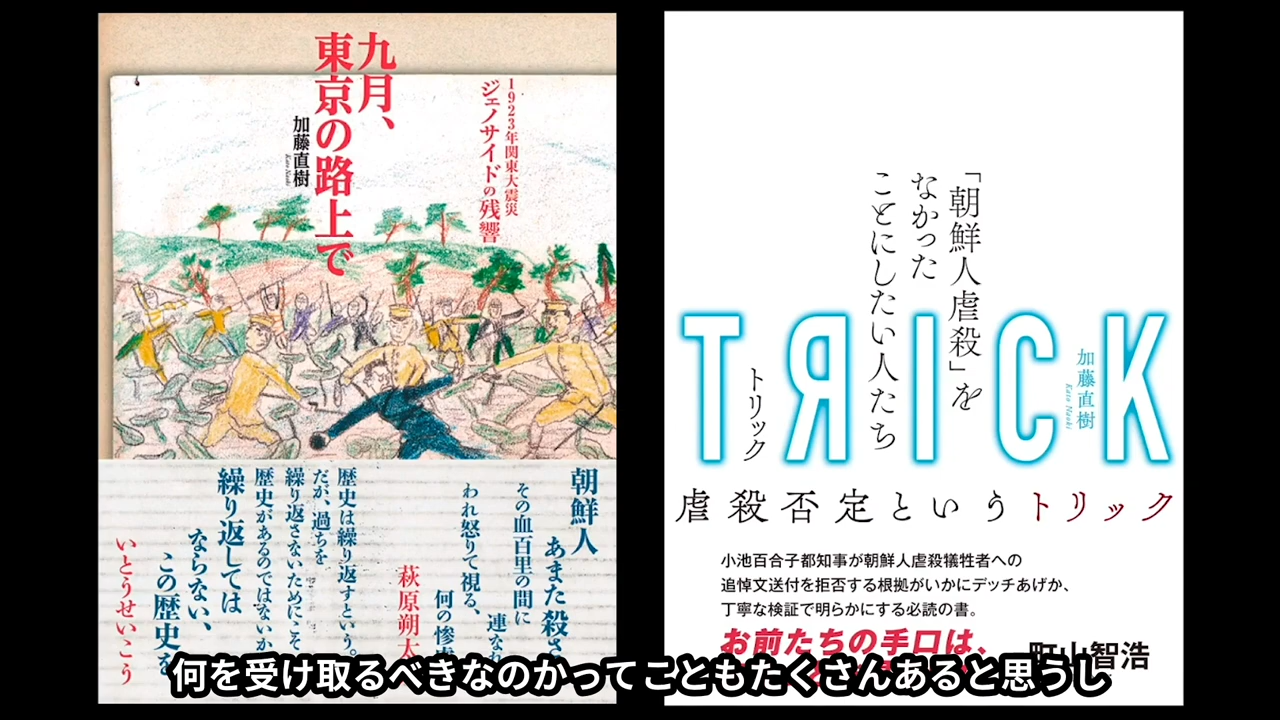 九月、
東京の路上で
1923年関東大震災
ジェノサイドの残響
加藤直樹
Kato Naoki
朝鮮人
あまた殺さ
その血百里の間に
連なれ
われ怒りて視る、
何の惨虐
萩原朔太
歴史は繰り返すという。
だが、過ちを
繰り返さないためにこそ
歴史があるのではないか
繰り返しては
ならない、
この歴史を
いとうせいこう
「朝鮮人虐殺」を
なかった
ことにしたい人たち
TRICK
トリック
加藤直樹
Kato Naoki
虐殺否定というトリック
小池百合子都知事が朝鮮人虐殺犠牲者への
追悼文送付を拒否する根拠がいかにデッチあげか、
丁寧な検証で明らかにする必読の書。
お前たちの手口は、
町山智浩
何を受け取るべきなのかってこともたくさんあると思うし